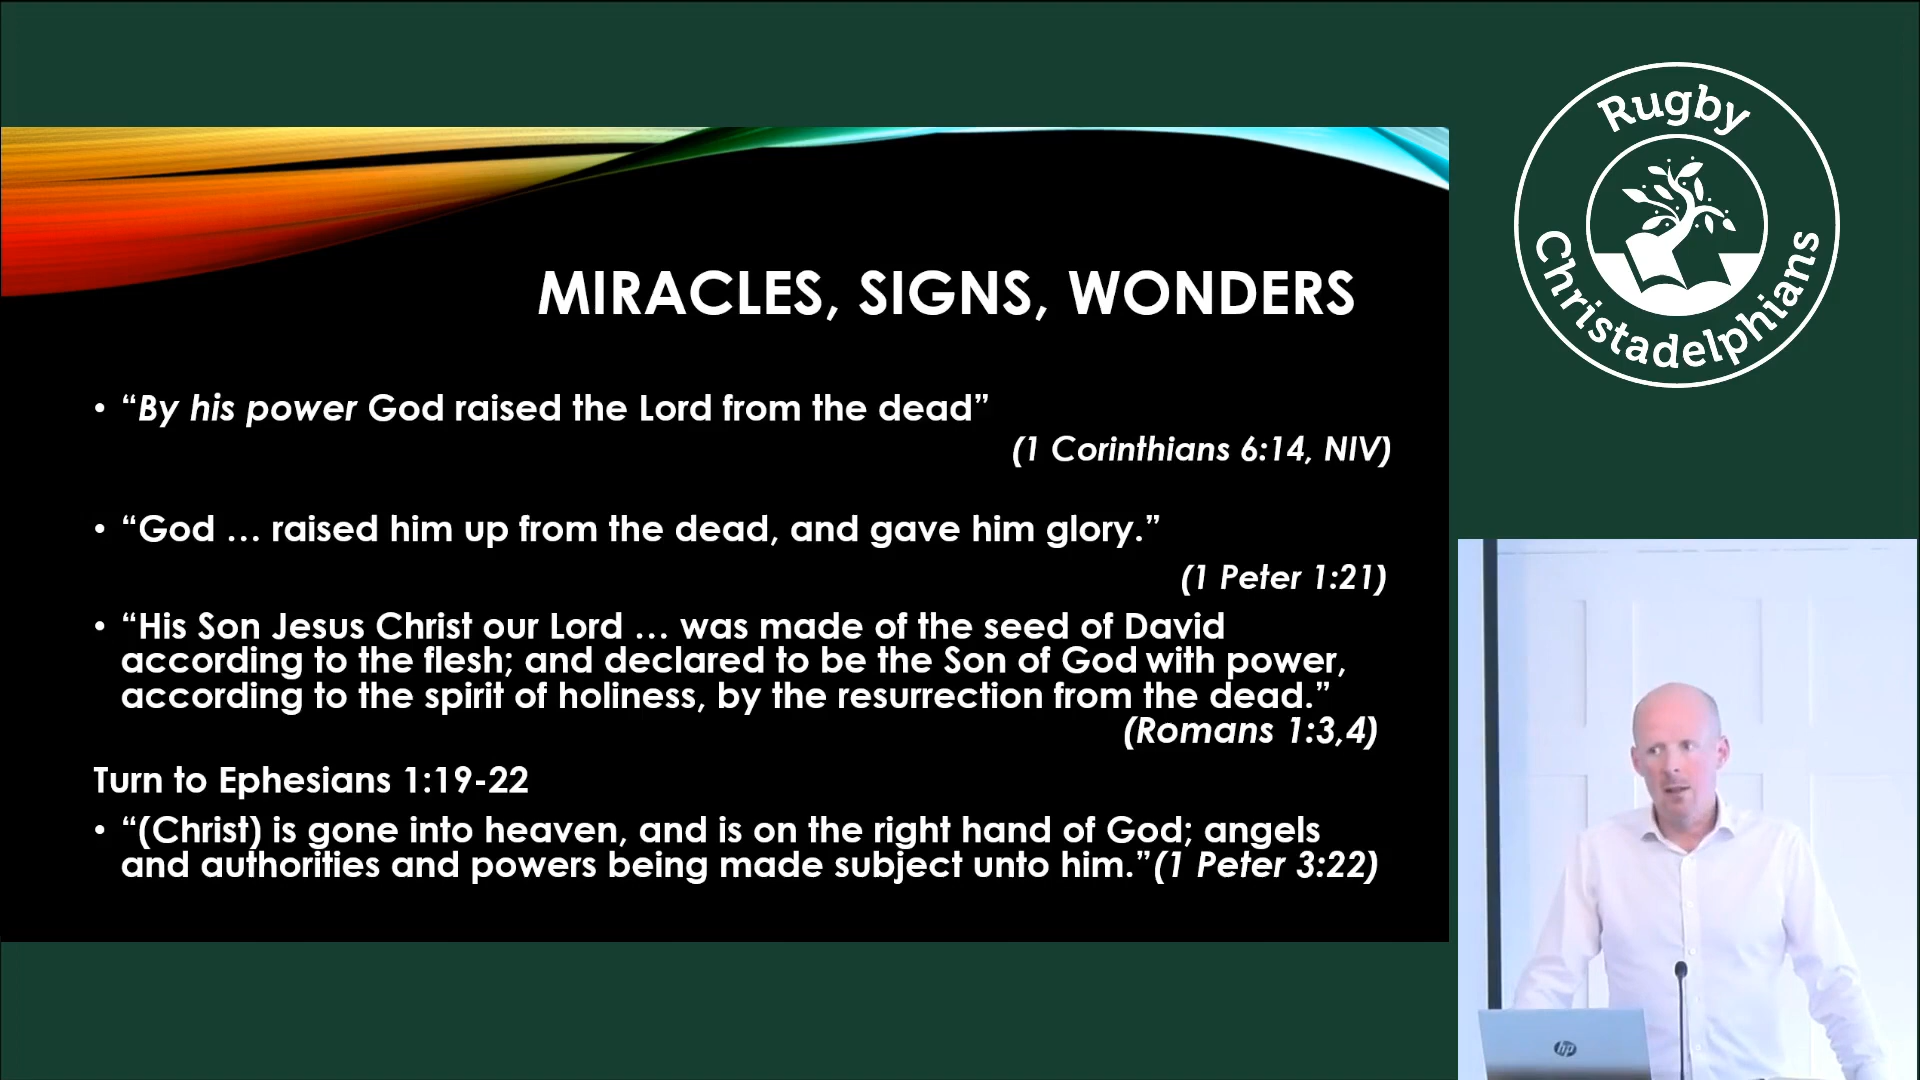 Rugby
Christadelphians
MIRACLES, SIGNS, WONDERS
• “By his power God raised the Lord from the dead”
(1 Corinthians 6:14, NIV)
• “God … raised him up from the dead, and gave him glory.”
(1 Peter 1:21)
• “His Son Jesus Christ our Lord … was made of the seed of David
according to the flesh; and declared to be the Son of God with power,
according to the spirit of holiness, by the resurrection from the dead.”
(Romans 1:3,4)
Turn to Ephesians 1:19-22
• “(Christ) is gone into heaven, and is on the right hand of God; angels
and authorities and powers being made subject unto him.”(1 Peter 3:22)
hp